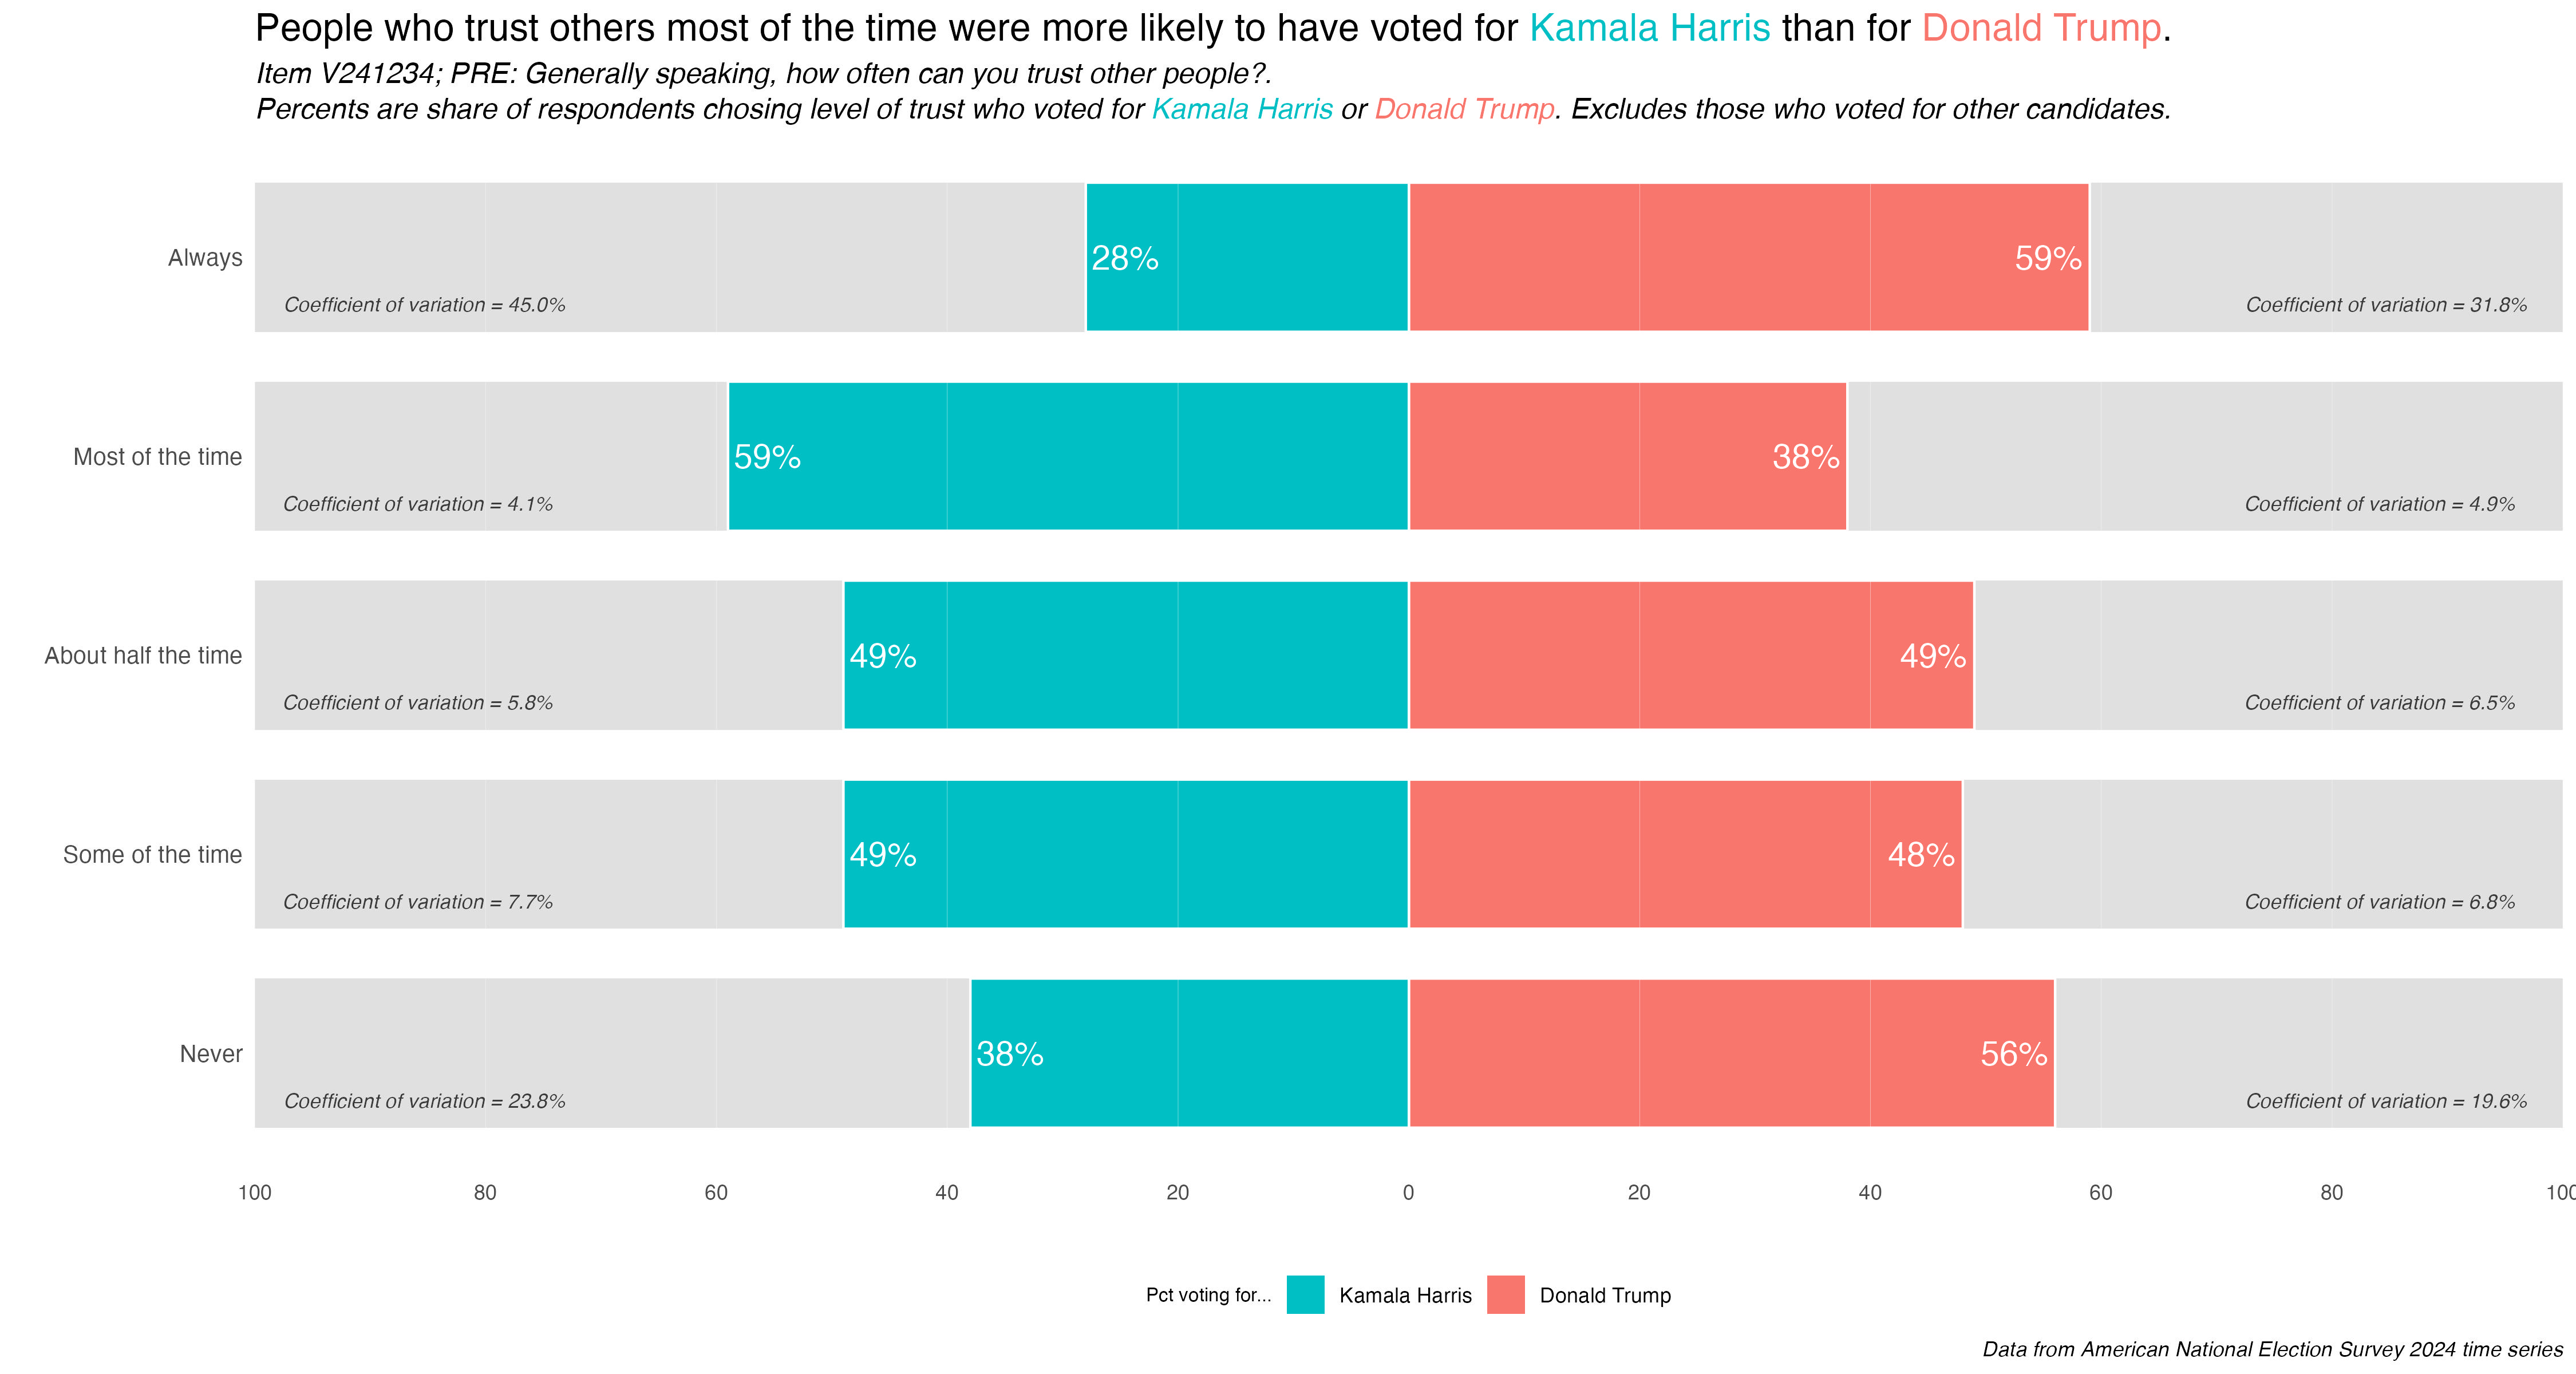 People who trust others most of the time were more likely to have voted for Kamala Harris than for Donald Trump.
Item V241234; PRE: Generally speaking, how often can you trust other people?.
Percents are share of respondents chosing level of trust who voted for Kamala Harris or Donald Trump. Excludes those who voted for other candidates.
Always
28%
59%
Coefficient of variation = 45.0%
Coefficient of variation = 31.8%
Most of the time
59%
38%
Coefficient of variation = 4.1%
Coefficient of variation = 4.9%
About half the time
49%
49%
Coefficient of variation = 5.8%
Coefficient of variation = 6.5%
Some of the time
49%
48%
Coefficient of variation = 7.7%
Coefficient of variation = 6.8%
Never
38%
56%
Coefficient of variation = 23.8%
Coefficient of variation = 19.6%
100 80 60 40 20 0 20 40 60 80 100
Pct voting for... Kamala Harris Donald Trump
Data from American National Election Survey 2024 time series